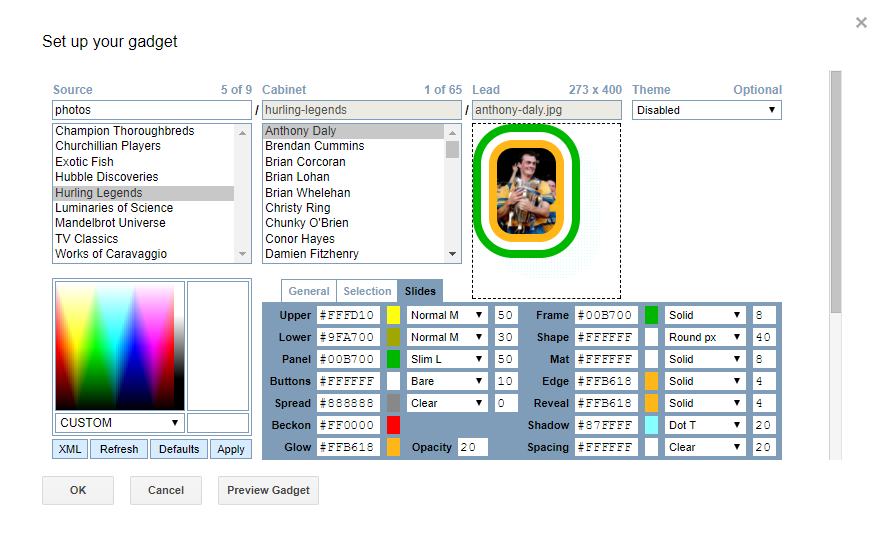 ×
Set up your gadget
Source 5 of 9 Cabinet 1 of 65 Lead 273 x 400 Theme Optional
photos / hurling-legends / anthony-daly.jpg Disabled
Champion Thoroughbreds
Churchillian Players
Exotic Fish
Hubble Discoveries
Hurling Legends
Luminaries of Science
Mandelbrot Universe
TV Classics
Works of Caravaggio
Anthony Daly
Brendan Cummins
Brian Corcoran
Brian Lohan
Brian Whelehan
Christy Ring
Chunky O'Brien
Conor Hayes
Damien Fitzhenry
General Selection Slides
Upper #FFFD10 Normal M 50 Frame #00B700 Solid 8
Lower #9FA700 Normal M 30 Shape #FFFFFF Round px 40
Panel #00B700 Slim L 50 Mat #FFFFFF Solid 8
Buttons #FFFFFF Bare 10 Edge #FFB618 Solid 4
Spread #888888 Clear 0 Reveal #FFB618 Solid 4
Beckon #FF0000 Shadow #87FFFF Dot T 20
Glow #FFB618 Opacity 20 Spacing #FFFFFF Clear 20
CUSTOM
XML Refresh Defaults Apply
OK Cancel Preview Gadget